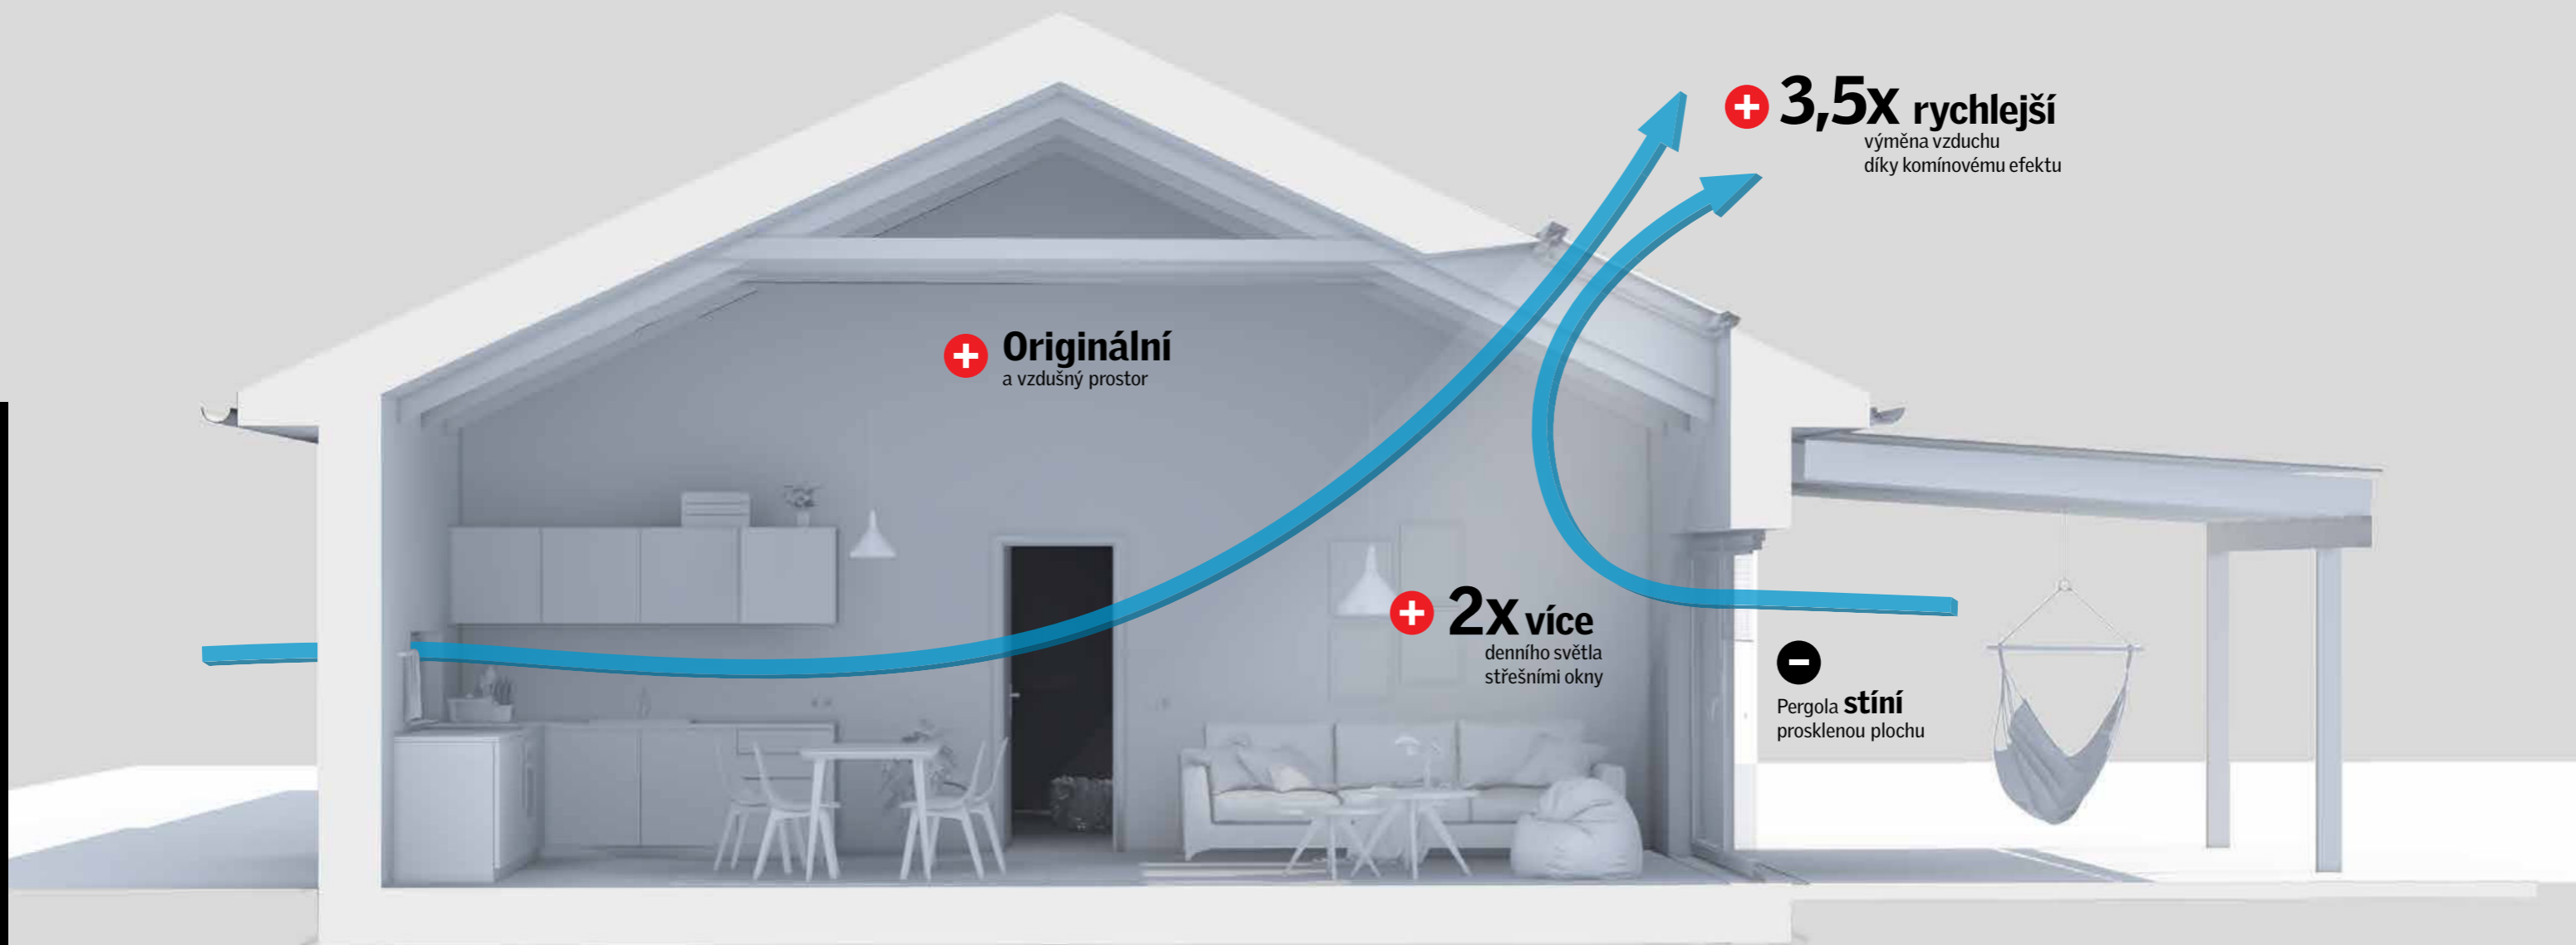 3,5x rychlejší
výměna vzduchu
díky komínovému efektu
Originální
a vzdušný prostor
2x více
denního světla
střešními okny
Pergola stíní
prosklenou plochu